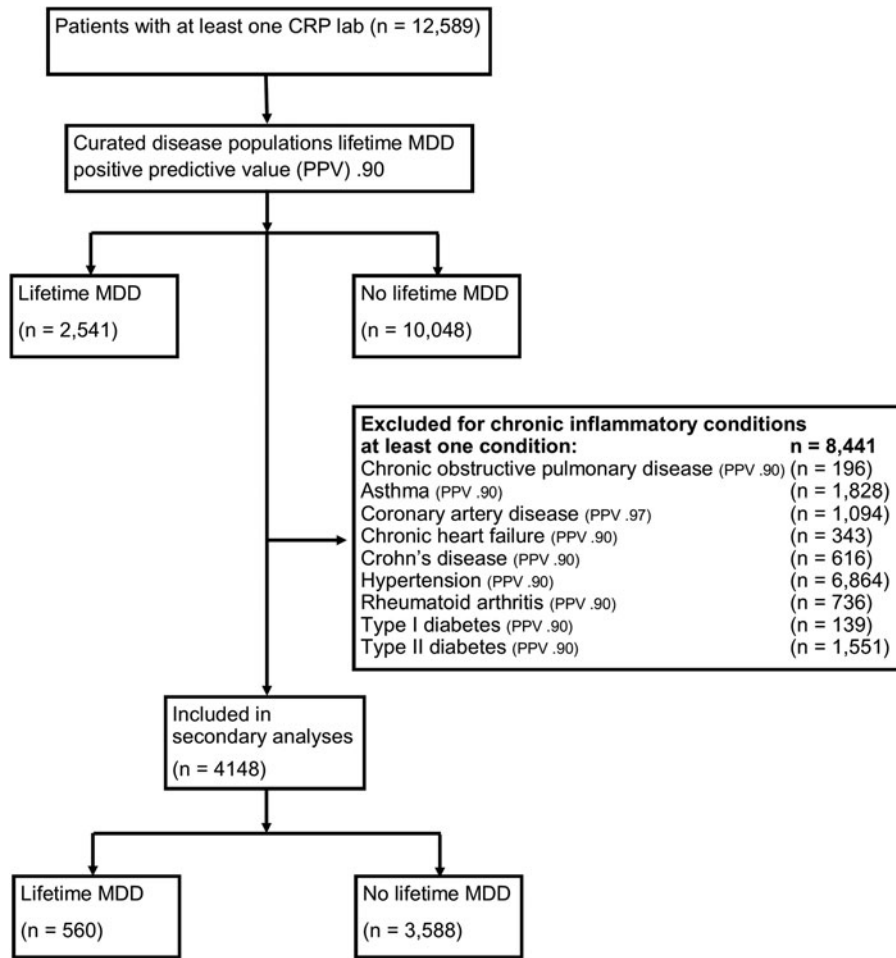 Patients with at least one CRP lab (n = 12,589)
Curated disease populations lifetime MDD
positive predictive value (PPV) .90
Lifetime MDD
(n = 2,541)
No lifetime MDD
(n = 10,048)
Excluded for chronic inflammatory conditions
at least one condition: n = 8,441
Chronic obstructive pulmonary disease (PPV .90) (n = 196)
Asthma (PPV .90) (n = 1,828)
Coronary artery disease (PPV .97) (n = 1,094)
Chronic heart failure (PPV .90) (n = 343)
Crohn's disease (PPV .90) (n = 616)
Hypertension (PPV .90) (n = 6,864)
Rheumatoid arthritis (PPV .90) (n = 736)
Type I diabetes (PPV .90) (n = 139)
Type II diabetes (PPV .90) (n = 1,551)
Included in
secondary analyses
(n = 4148)
Lifetime MDD
(n = 560)
No lifetime MDD
(n = 3,588)